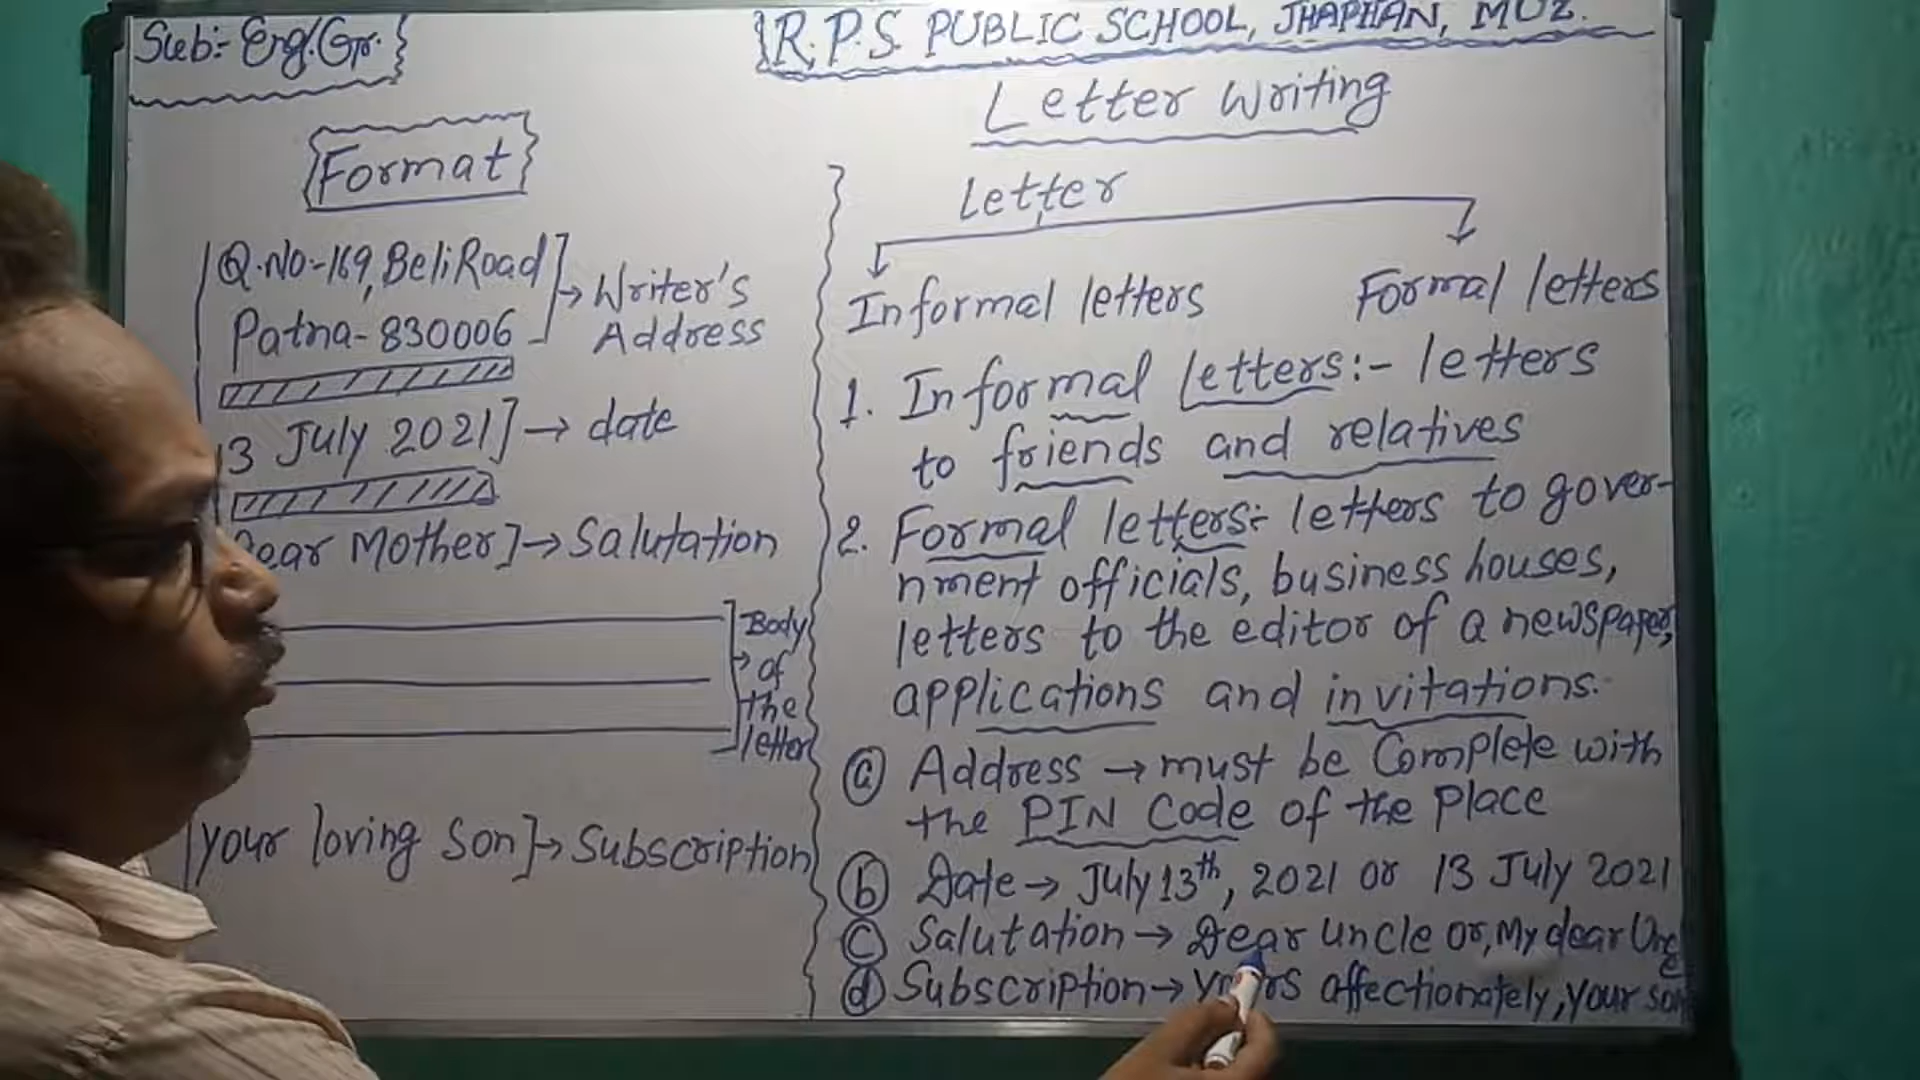 Sub:- Eng. Gr.
R.P.S. PUBLIC SCHOOL, JHAPHAN, MUZ.
Letter Writing
Format
Q.No-169, Beli Road
Patna-830006
Writer's
Address
13 July 2021] → date
Dear Mother] → Salutation
Body
of
the
letter
your loving son] → Subscription
Letter
Informal letters
Formal letters
1. Informal letters:- letters
to friends and relatives
2. Formal letters:- letters to gover-
nment officials, business houses,
letters to the editor of a newspaper,
applications and invitations.
(a) Address → must be Complete with
the PIN Code of the Place
(b) Date → July 13th, 2021 or 13 July 2021
(c) Salutation → Dear Uncle or, My dear Unc
(d) Subscription → Yours affectionately, your son